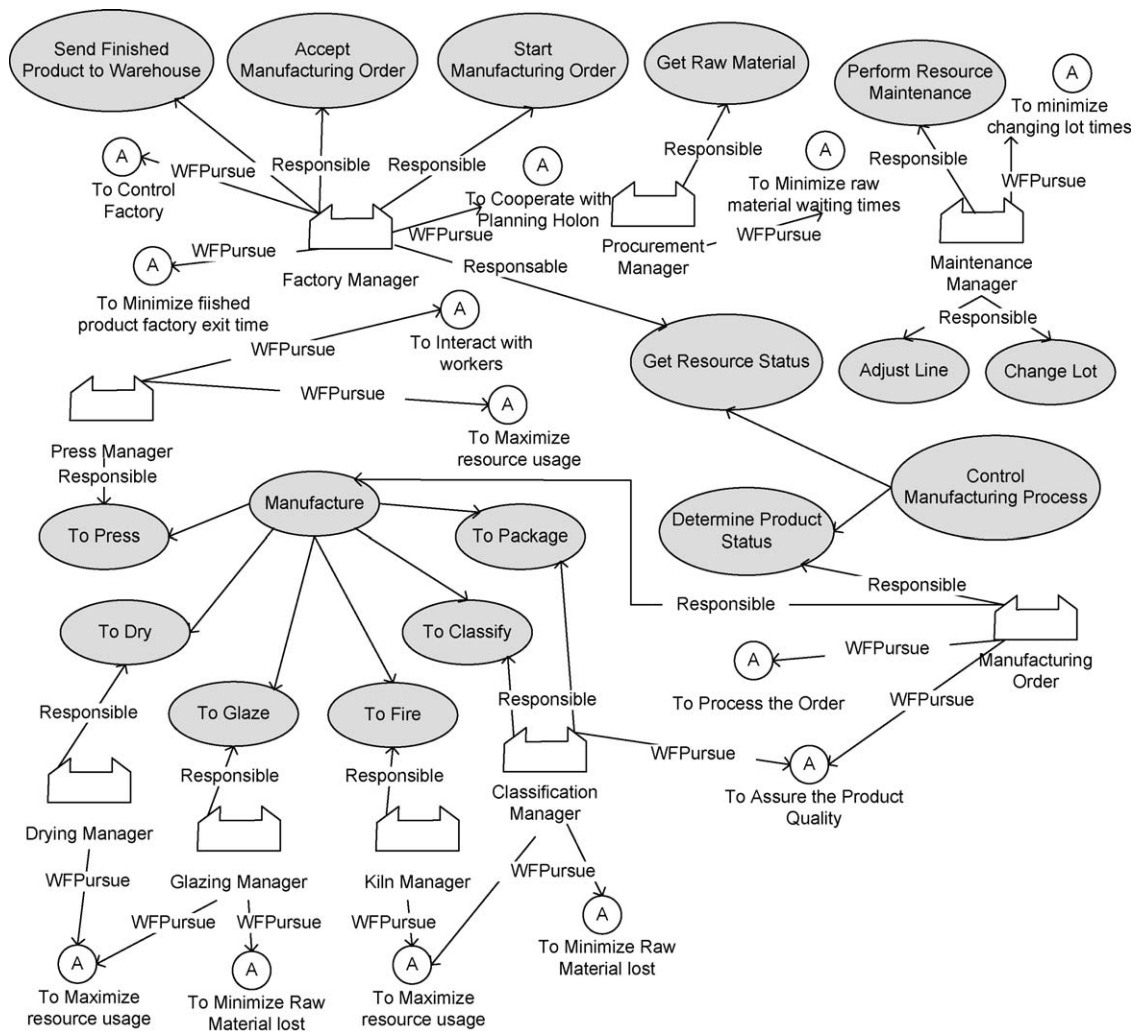 Send Finished
Product to Warehouse
Accept
Manufacturing Order
Start
Manufacturing Order
Get Raw Material
Perform Resource
Maintenance
A
To minimize
changing lot times
A
To Control
Factory
WFPursue
Responsible
Responsible
A
To Cooperate with
Planning Holon
WFPursue
Responsible
A
To Minimize raw
material waiting times
Responsible
WFPursue
WFPursue
A
To Minimize fiished
product factory exit time
Factory Manager
Responsable
Procurement
Manager
WFPursue
Maintenance
Manager
Responsible
WFPursue
A
To Interact with
workers
Get Resource Status
Adjust Line
Change Lot
WFPursue
A
To Maximize
resource usage
Press Manager
Responsible
Control
Manufacturing Process
Manufacture
To Press
To Package
Determine Product
Status
Responsible
Responsible
To Dry
To Classify
WFPursue
A
To Process the Order
Manufacturing
Order
Responsible
To Glaze
To Fire
Responsible
WFPursue
WFPursue
A
To Assure the Product
Quality
Responsible
Responsible
Classification
Manager
Drying Manager
Glazing Manager
Kiln Manager
WFPursue
WFPursue
WFPursue
WFPursue
WFPursue
A
To Minimize Raw
Material lost
A
To Maximize
resource usage
A
To Minimize Raw
Material lost
A
To Maximize
resource usage